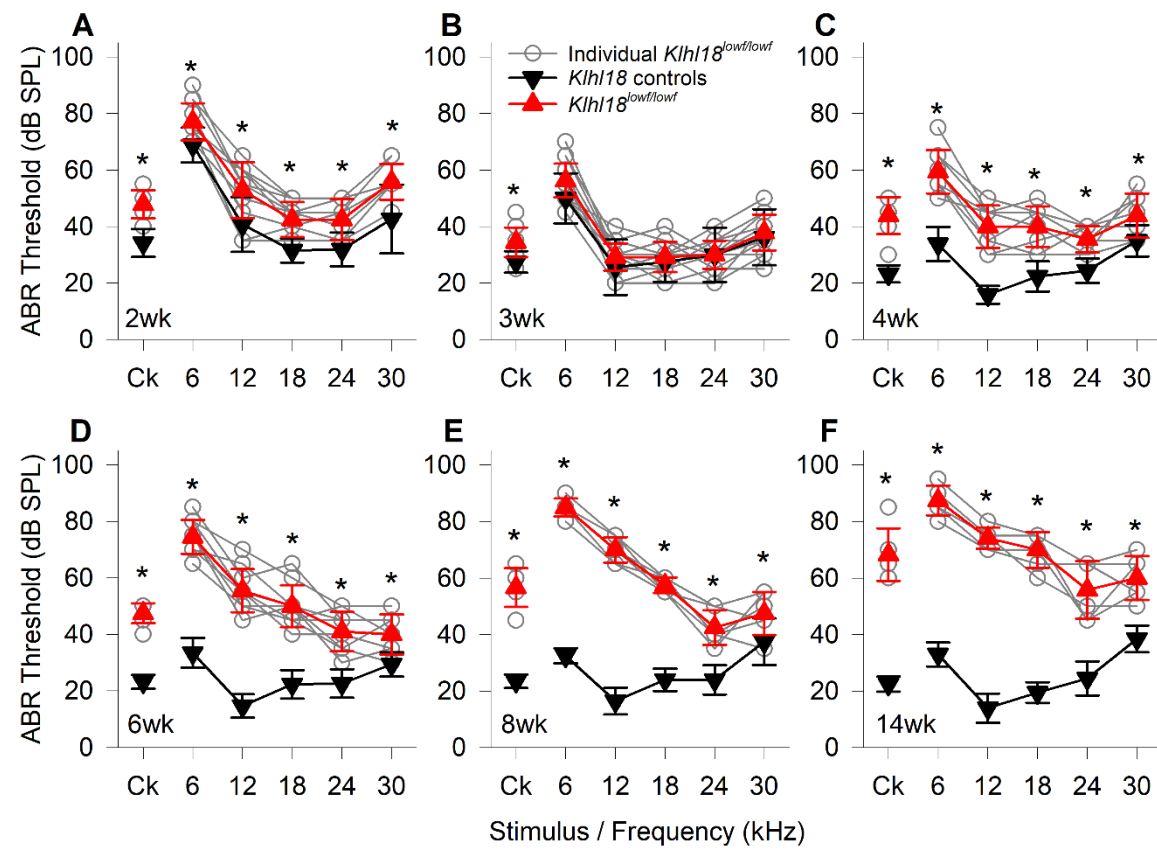 A
B
C
ABR Threshold (dB SPL)
100
80
60
40
20
0
2wk
* * * * * *
Ck 6 12 18 24 30
100
80
60
40
20
0
3wk
*
Individual Klhl18lowf/lowf
Klhl18 controls
Klhl18lowf/lowf
Ck 6 12 18 24 30
100
80
60
40
20
0
4wk
* * * * * *
Ck 6 12 18 24 30
D
E
F
ABR Threshold (dB SPL)
100
80
60
40
20
0
6wk
* * * * * *
Ck 6 12 18 24 30
100
80
60
40
20
0
8wk
* * * * * *
Ck 6 12 18 24 30
100
80
60
40
20
0
14wk
* * * * * *
Ck 6 12 18 24 30
Stimulus / Frequency (kHz)